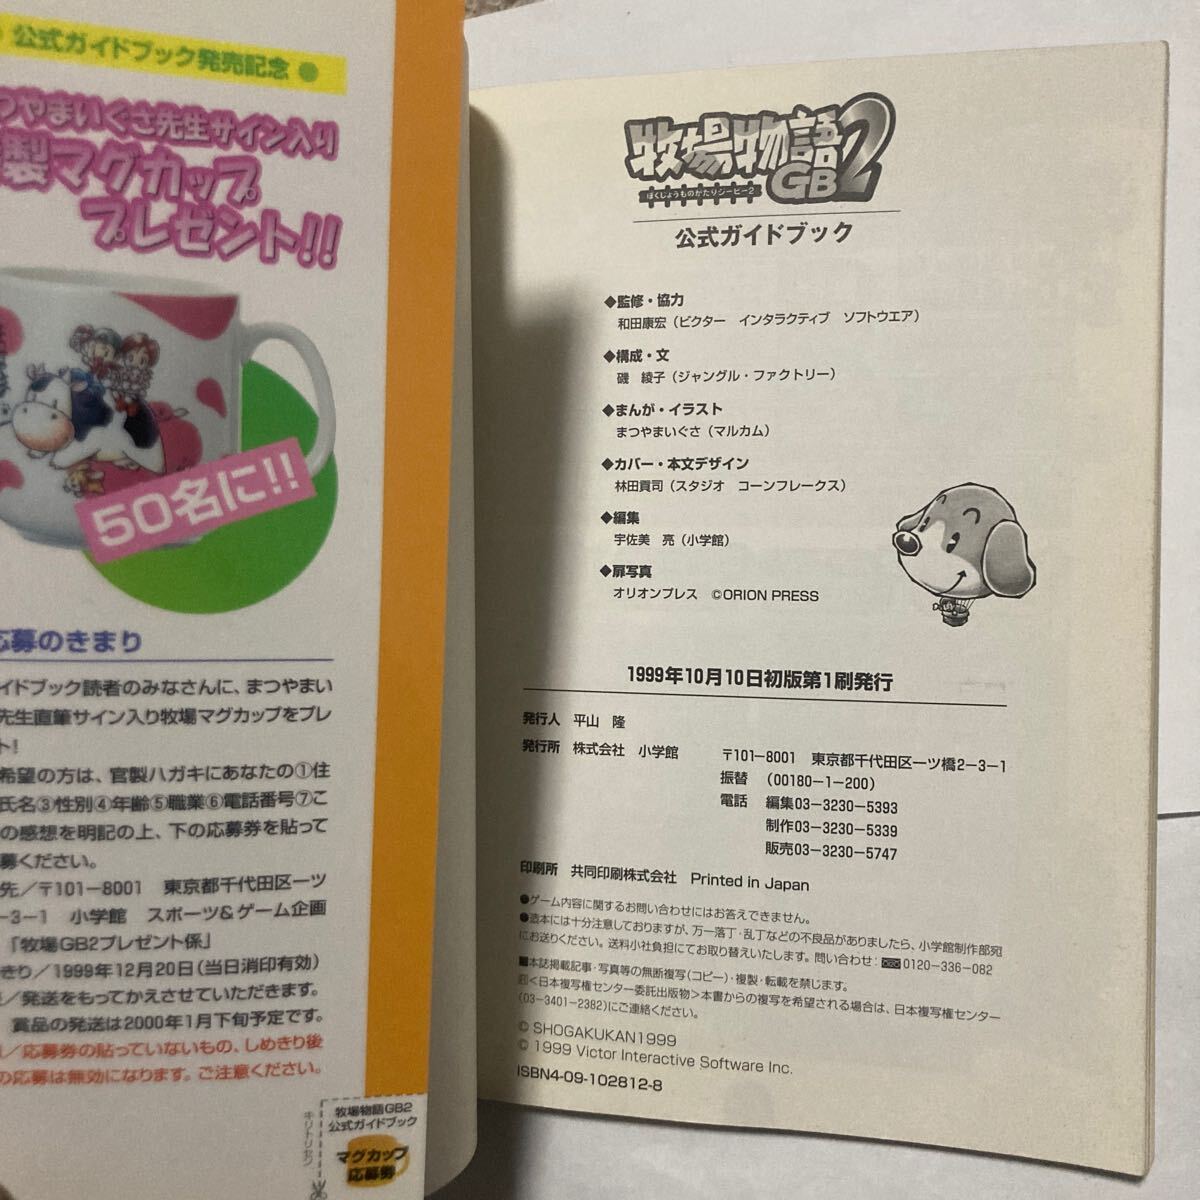 公式ガイドブック発売記念●
つやまいぐさ先生サイン入り
製マグカップ
プレゼント!!
50名に!!
応募のきまり
イドブック読者のみなさんに、まつやまい
先生直筆サイン入り牧場マグカップをプレ
ト!
希望の方は、官製ハガキにあなたの①住
氏名③性別④年齢⑤職業⑥電話番号⑦こ
の感想を明記の上、下の応募券を貼って
募ください。
先／〒101－8001 東京都千代田区一ツ
－3－1 小学館 スポーツ&ゲーム企画
「牧場GB2プレゼント係」
きり／1999年12月20日(当日消印有効)
／発送をもってかえさせていただきます。
賞品の発送は2000年1月下旬予定です。
／応募券の貼っていないもの、しめきり後
の応募は無効になります。ご注意ください。
キリトリセン
牧場物語GB2
公式ガイドブック
マグカップ
応募券
牧場物語GB2
ぼくじょうものがたりジービー2
公式ガイドブック
◆監修・協力
和田康宏（ビクター インタラクティブ ソフトウエア）
◆構成・文
磯 綾子（ジャングル・ファクトリー）
◆まんが・イラスト
まつやまいぐさ（マルカム）
◆カバー・本文デザイン
林田貢司（スタジオ コーンフレークス）
◆編集
宇佐美 亮（小学館）
◆扉写真
オリオンプレス ©ORION PRESS
1999年10月10日初版第1刷発行
発行人 平山 隆
発行所 株式会社 小学館 〒101－8001 東京都千代田区一ツ橋2－3－1
振替 (00180－1－200)
電話 編集03－3230－5393
制作03－3230－5339
販売03－3230－5747
印刷所 共同印刷株式会社 Printed in Japan
●ゲーム内容に関するお問い合わせにはお答えできません。
●造本には十分注意しておりますが、万一落丁・乱丁などの不良品がありましたら、小学館制作部宛
にお送りください。送料小社負担にてお取り替えいたします。問い合わせ：0120－336－082
■本誌掲載記事・写真等の無断複写(コピー)・複製・転載を禁じます。
Ⓡ＜日本複写権センター委託出版物＞本書からの複写を希望される場合は、日本複写権センター
(03－3401－2382)にご連絡ください。
© SHOGAKUKAN1999
© 1999 Victor Interactive Software Inc.
ISBN4-09-102812-8